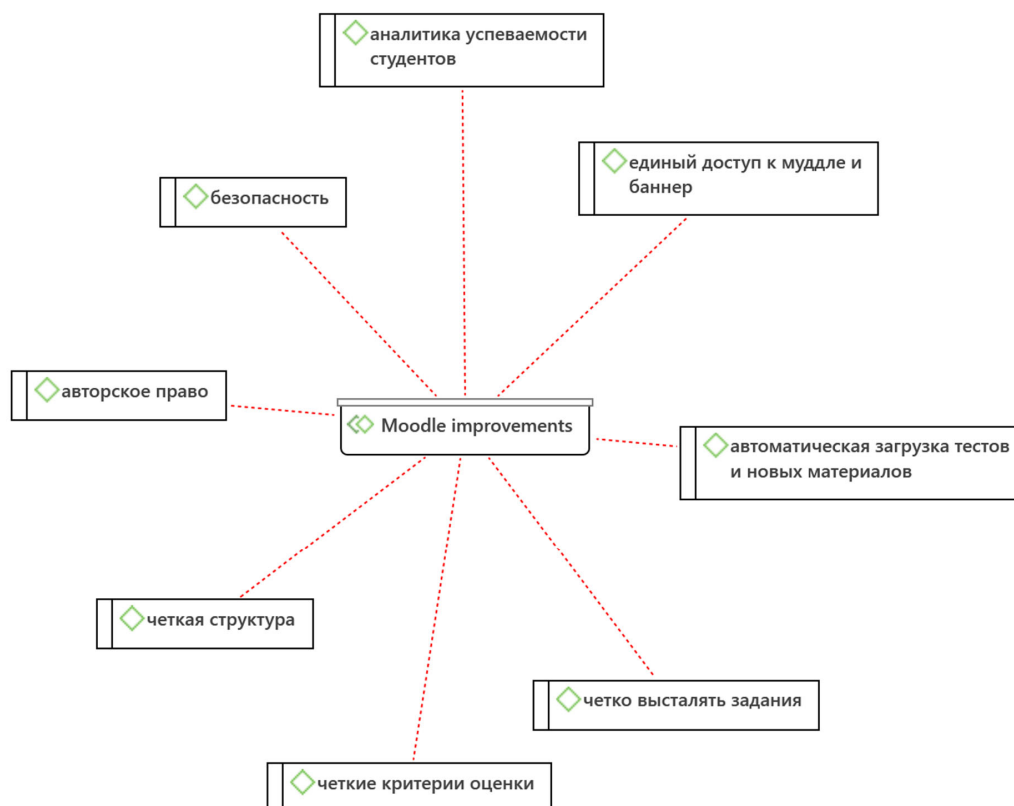 аналитика успеваемости
студентов
единый доступ к муддле и
баннер
безопасность
авторское право
Moodle improvements
автоматическая загрузка тестов
и новых материалов
четкая структура
четко высталять задания
четкие критерии оценки